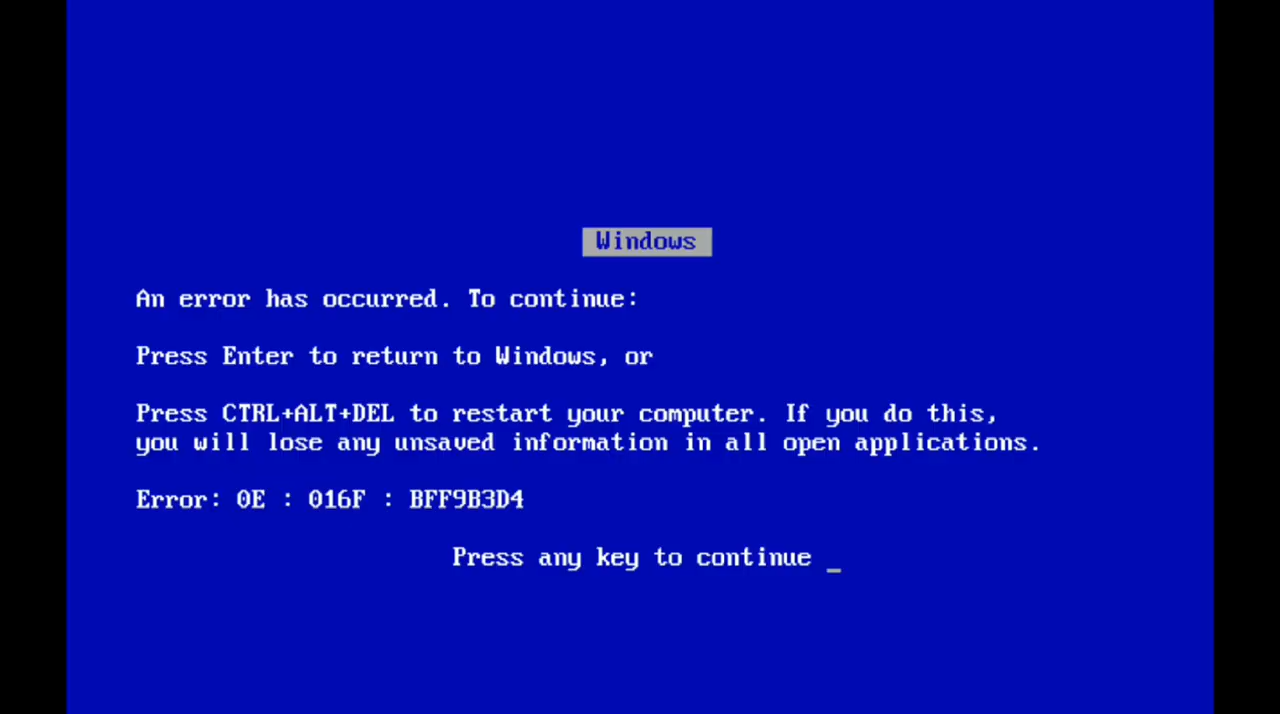 Windows
An error has occurred. To continue:
Press Enter to return to Windows, or
Press CTRL+ALT+DEL to restart your computer. If you do this,
you will lose any unsaved information in all open applications.
Error: 0E : 016F : BFF9B3D4
Press any key to continue _